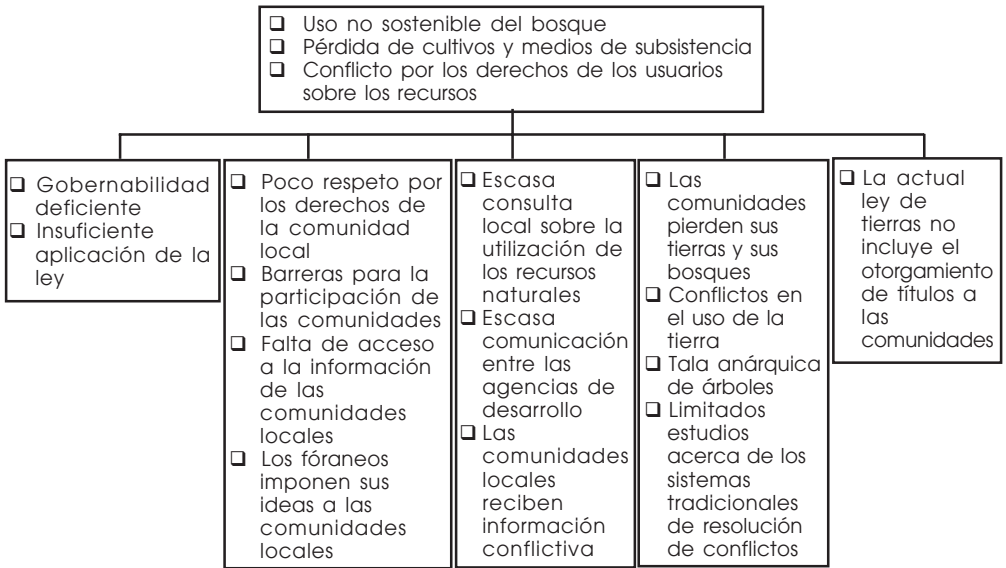 ❑ Uso no sostenible del bosque
❑ Pérdida de cultivos y medios de subsistencia
❑ Conflicto por los derechos de los usuarios
sobre los recursos
❑ Gobernabilidad
deficiente
❑ Insuficiente
aplicación de la
ley
❑ Poco respeto por
los derechos de
la comunidad
local
❑ Barreras para la
participación de
las comunidades
❑ Falta de acceso
a la información
de las
comunidades
locales
❑ Los fóraneos
imponen sus
ideas a las
comunidades
locales
❑ Escasa
consulta
local sobre la
utilización de
los recursos
naturales
❑ Escasa
comunicación
entre las
agencias de
desarrollo
❑ Las
comunidades
locales
reciben
información
conflictiva
❑ Las
comunidades
pierden sus
tierras y sus
bosques
❑ Conflictos en
el uso de la
tierra
❑ Tala anárquica
de árboles
❑ Limitados
estudios
acerca de los
sistemas
tradicionales
de resolución
de conflictos
❑ La actual
ley de
tierras no
incluye el
otorgamiento
de títulos a
las
comunidades